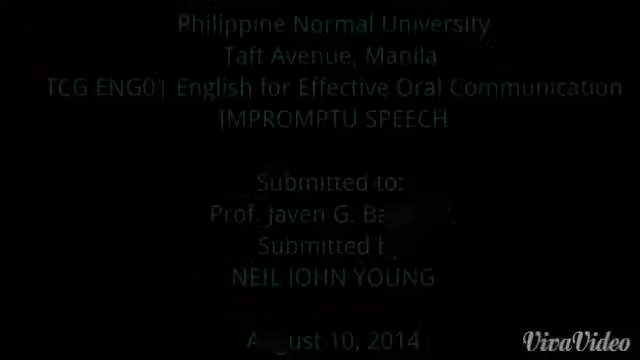 Philippine Normal University
Taft Avenue, Manila
TCG ENG01 English for Effective Oral Communication
IMPROMPTU SPEECH
Submitted to:
Prof. Javen G.
Submitted
NEIL JOHN YOUNG
August 10, 2014
VivaVideo